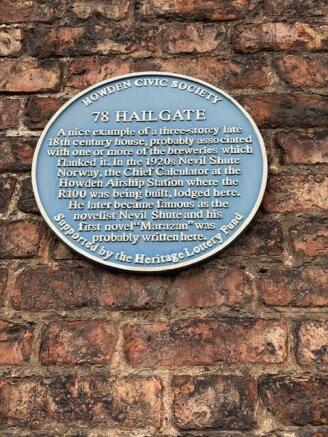 HOWDEN CIVIC SOCIETY
78 HAILGATE
A nice example of a three-storey late
18th century house, probably associated
with one or more of the breweries which
flanked it. In the 1920s Nevil Shute
Norway, the Chief Calculator at the
Howden Airship Station where the
R100 was being built, lodged here.
He later became famous as the
novelist Nevil Shute and his
first novel "Marazan" was
probably written here.
Supported by the Heritage Lottery Fund